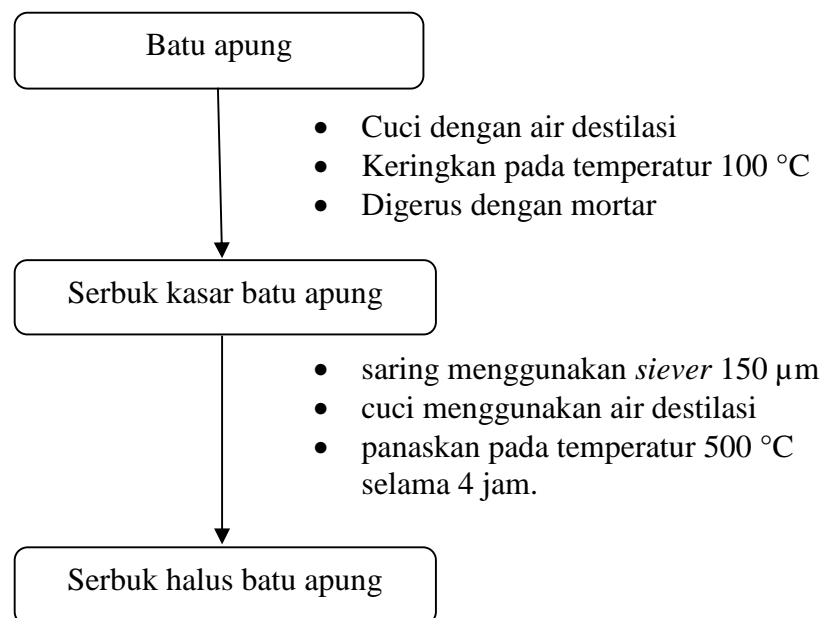 Batu apung
• Cuci dengan air destilasi
• Keringkan pada temperatur 100 °C
• Digerus dengan mortar
Serbuk kasar batu apung
• saring menggunakan siever 150 µm
• cuci menggunakan air destilasi
• panaskan pada temperatur 500 °C
selama 4 jam.
Serbuk halus batu apung